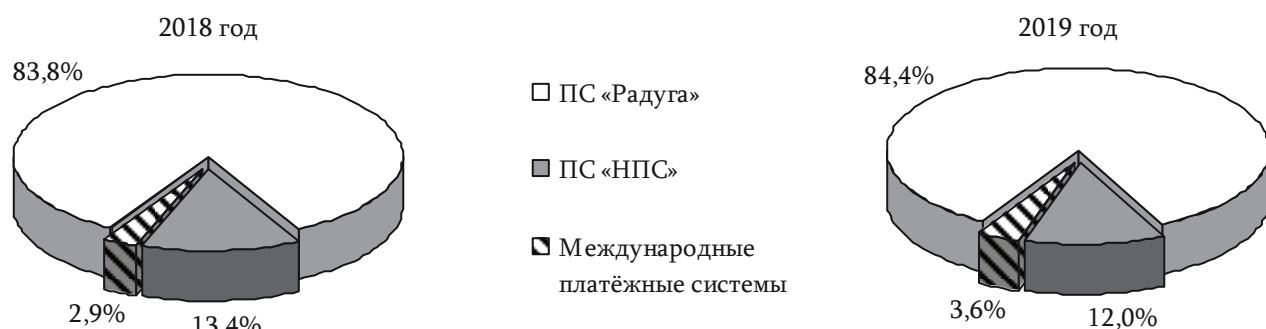 2018 год
83,8%
2,9%
13,4%
ПС «Радуга»
ПС «НПС»
Международные
платёжные системы
2019 год
84,4%
3,6%
12,0%